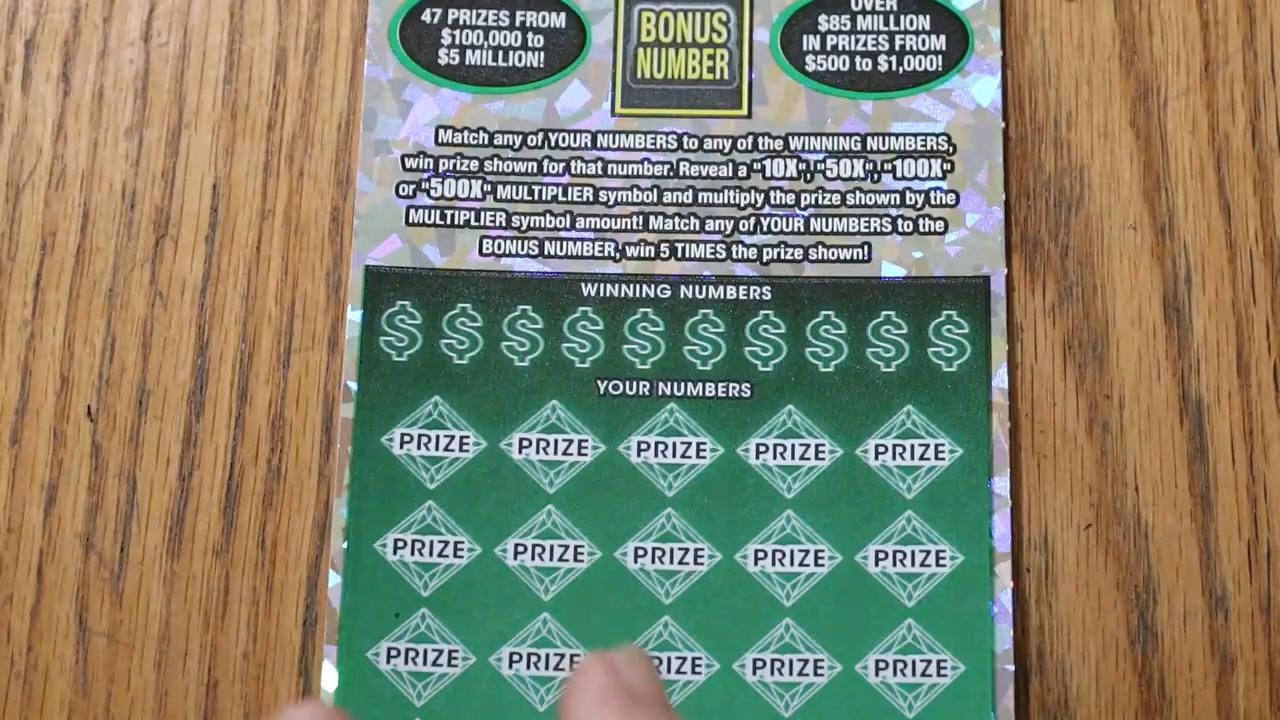 47 PRIZES FROM
$100,000 to
$5 MILLION!
BONUS
NUMBER
OVER
$85 MILLION
IN PRIZES FROM
$500 to $1,000!
Match any of YOUR NUMBERS to any of the WINNING NUMBERS,
win prize shown for that number. Reveal a "10X", "50X", "100X"
or "500X" MULTIPLIER symbol and multiply the prize shown by the
MULTIPLIER symbol amount! Match any of YOUR NUMBERS to the
BONUS NUMBER, win 5 TIMES the prize shown!
WINNING NUMBERS
$ $ $ $ $ $ $ $ $ $
YOUR NUMBERS
PRIZE PRIZE PRIZE PRIZE PRIZE
PRIZE PRIZE PRIZE PRIZE PRIZE
PRIZE PRIZE PRIZE PRIZE PRIZE